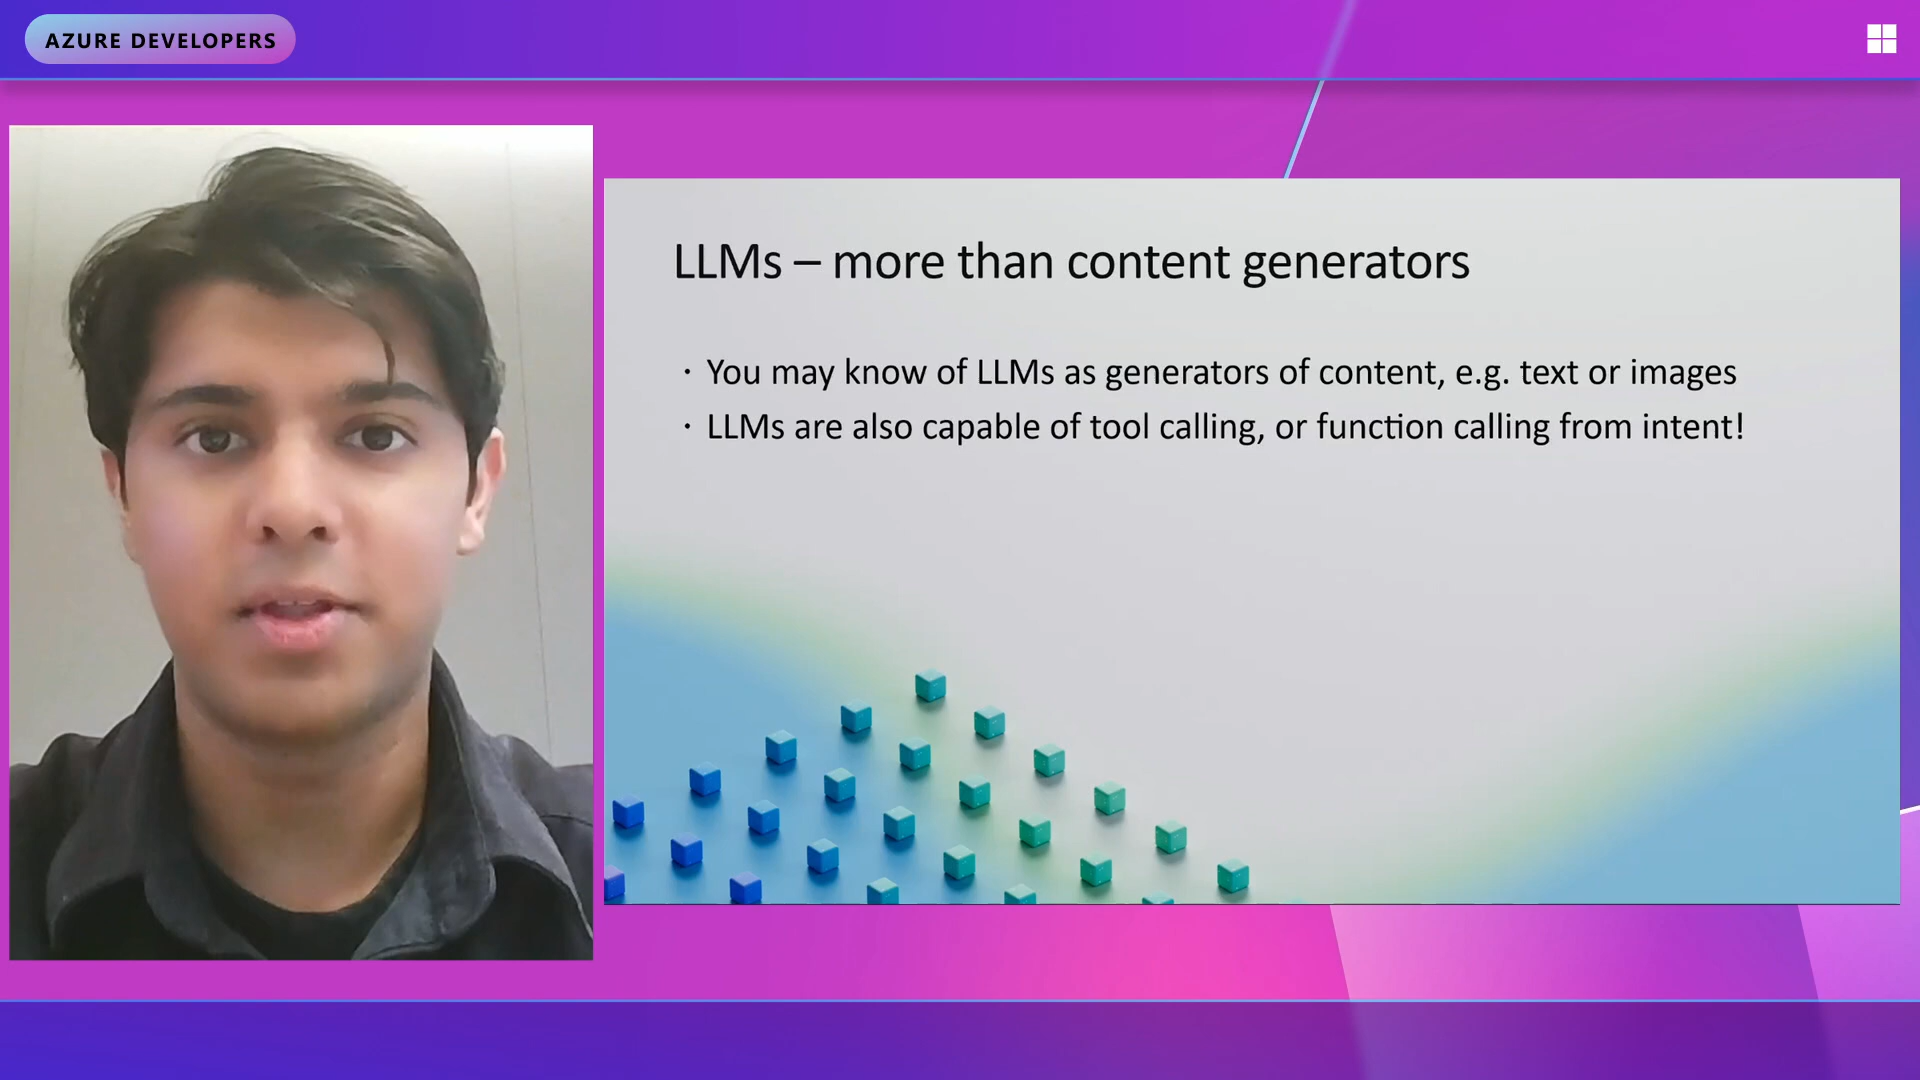 AZURE DEVELOPERS
LLMs – more than content generators
· You may know of LLMs as generators of content, e.g. text or images
· LLMs are also capable of tool calling, or function calling from intent!